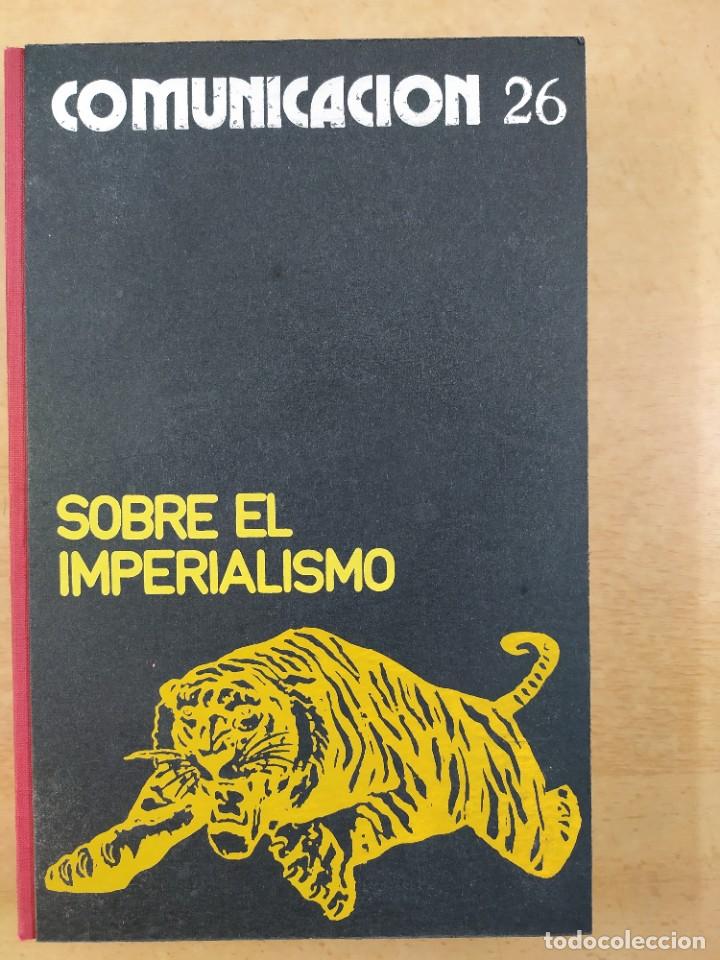 COMUNICACION 26
SOBRE EL
IMPERIALISMO
todocoleccion